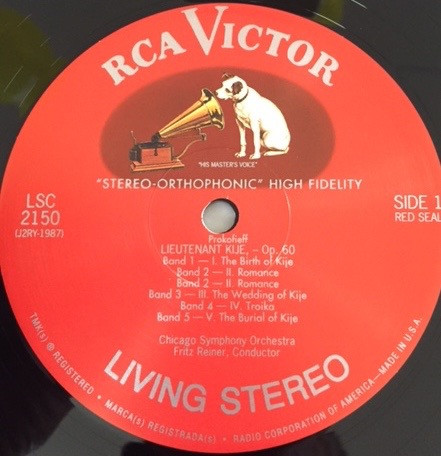 RCA VICTOR
"HIS MASTER'S VOICE"
"STEREO-ORTHOPHONIC" HIGH FIDELITY
LSC
2150
(J2RY-1987)
SIDE 1
RED SEAL
Prokofieff
LIEUTENANT KIJE, – Op. 60
Band 1 — I. The Birth of Kije
Band 2 — II. Romance
Band 2 — II. Romance
Band 3 — III. The Wedding of Kije
Band 4 — IV. Troika
Band 5 — V. The Burial of Kije
Chicago Symphony Orchestra
Fritz Reiner, Conductor
LIVING STEREO
TMK(s) ® REGISTERED • MARCA(s) REGISTRADA(s) • RADIO CORPORATION OF AMERICA—MADE IN U.S.A.